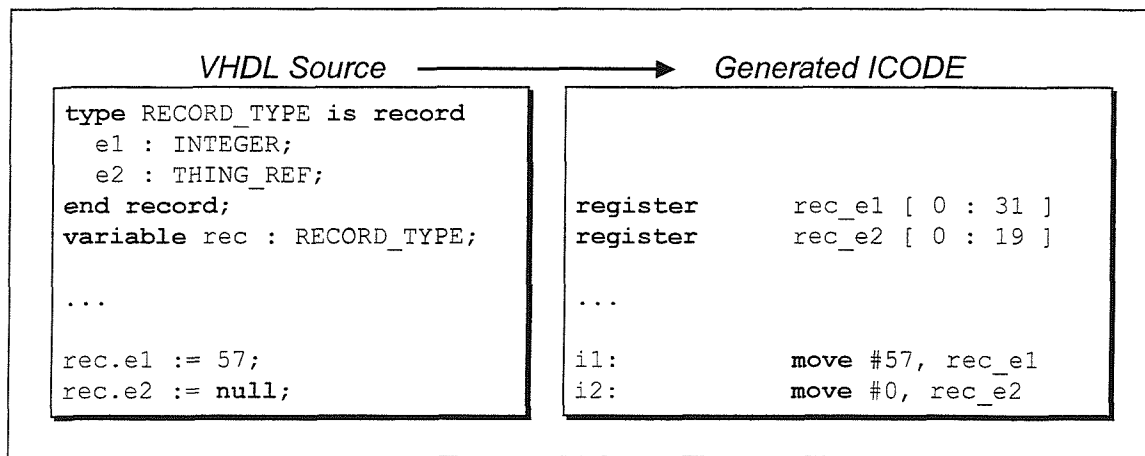 VHDL Source
Generated ICODE
type RECORD_TYPE is record
e1 : INTEGER;
e2 : THING_REF;
end record;
variable rec : RECORD_TYPE;
...
rec.e1 := 57;
rec.e2 := null;
register rec_e1 [ 0 : 31 ]
register rec_e2 [ 0 : 19 ]
...
i1: move #57, rec_e1
i2: move #0, rec_e2